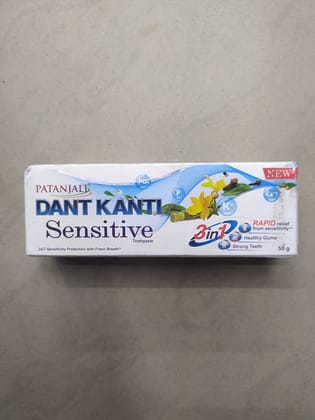 NEW
PATANJALI
DANT KANTI
Sensitive
Toothpaste
24/7 Sensitivity Protection with Fresh Breath
3in1
RAPID relief
from sensitivity
Healthy Gums
Strong Teeth
50 g